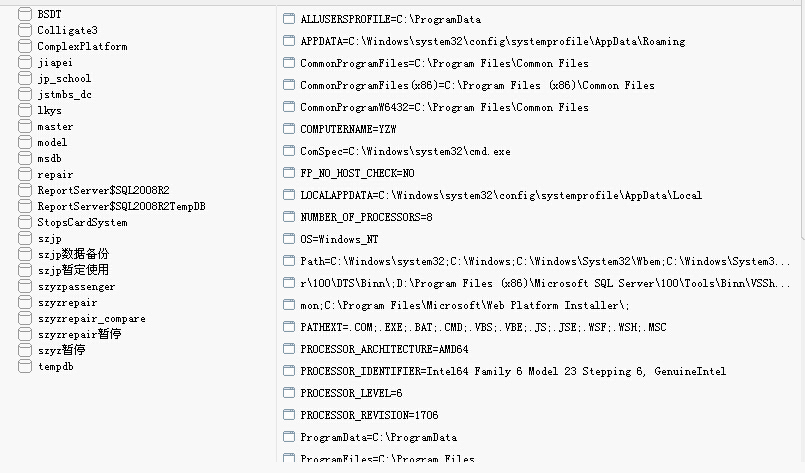 BSDT
Colligate3
ComplexPlatform
jiapei
jp_school
jstmbs_dc
lkys
master
model
msdb
repair
ReportServer$SQL2008R2
ReportServer$SQL2008R2TempDB
StopsCardSystem
szjp
szjp数据备份
szjp暂定使用
szyzpassenger
szyzrepair
szyzrepair_compare
szyzrepair暂停
szyz暂停
tempdb
ALLUSERSPROFILE=C:\ProgramData
APPDATA=C:\Windows\system32\config\systemprofile\AppData\Roaming
CommonProgramFiles=C:\Program Files\Common Files
CommonProgramFiles(x86)=C:\Program Files (x86)\Common Files
CommonProgramW6432=C:\Program Files\Common Files
COMPUTERNAME=YZW
ComSpec=C:\Windows\system32\cmd.exe
FP_NO_HOST_CHECK=NO
LOCALAPPDATA=C:\Windows\system32\config\systemprofile\AppData\Local
NUMBER_OF_PROCESSORS=8
OS=Windows_NT
Path=C:\Windows\system32;C:\Windows;C:\Windows\System32\Wbem;C:\Windows\System3...
r\100\DTS\Binn\;D:\Program Files (x86)\Microsoft SQL Server\100\Tools\Binn\VSSh...
mon;C:\Program Files\Microsoft\Web Platform Installer\;
PATHEXT=.COM;.EXE;.BAT;.CMD;.VBS;.VBE;.JS;.JSE;.WSF;.WSH;.MSC
PROCESSOR_ARCHITECTURE=AMD64
PROCESSOR_IDENTIFIER=Intel64 Family 6 Model 23 Stepping 6, GenuineIntel
PROCESSOR_LEVEL=6
PROCESSOR_REVISION=1706
ProgramData=C:\ProgramData
ProgramFiles=C:\Program Files